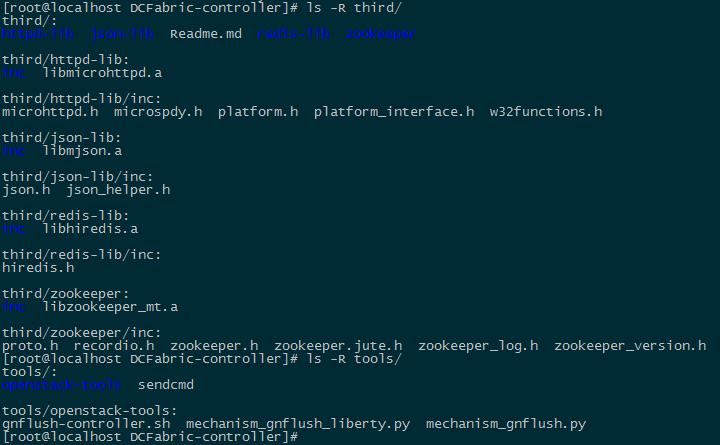 [root@localhost DCFabric-controller]# ls -R third/
third/:
httpd-lib  json-lib  Readme.md  redis-lib  zookeeper

third/httpd-lib:
inc  libmicrohttpd.a

third/httpd-lib/inc:
microhttpd.h  microspdy.h  platform.h  platform_interface.h  w32functions.h

third/json-lib:
inc  libmjson.a

third/json-lib/inc:
json.h  json_helper.h

third/redis-lib:
inc  libhiredis.a

third/redis-lib/inc:
hiredis.h

third/zookeeper:
inc  libzookeeper_mt.a

third/zookeeper/inc:
proto.h  recordio.h  zookeeper.h  zookeeper.jute.h  zookeeper_log.h  zookeeper_version.h
[root@localhost DCFabric-controller]# ls -R tools/
tools/:
openstack-tools  sendcmd

tools/openstack-tools:
gnflush-controller.sh  mechanism_gnflush_liberty.py  mechanism_gnflush.py
[root@localhost DCFabric-controller]#